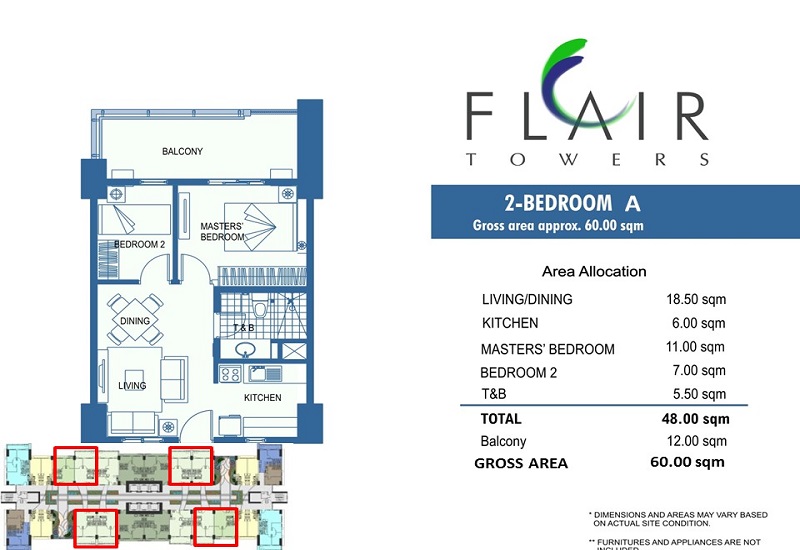 BALCONY
MASTERS'
BEDROOM
BEDROOM 2
DINING
T & B
LIVING
KITCHEN
FLAIR
TOWERS
2-BEDROOM A
Gross area approx. 60.00 sqm
Area Allocation
LIVING/DINING 18.50 sqm
KITCHEN 6.00 sqm
MASTERS' BEDROOM 11.00 sqm
BEDROOM 2 7.00 sqm
T&B 5.50 sqm
TOTAL 48.00 sqm
Balcony 12.00 sqm
GROSS AREA 60.00 sqm
* DIMENSIONS AND AREAS MAY VARY BASED
ON ACTUAL SITE CONDITION.
** FURNITURES AND APPLIANCES ARE NOT
INCLUDED